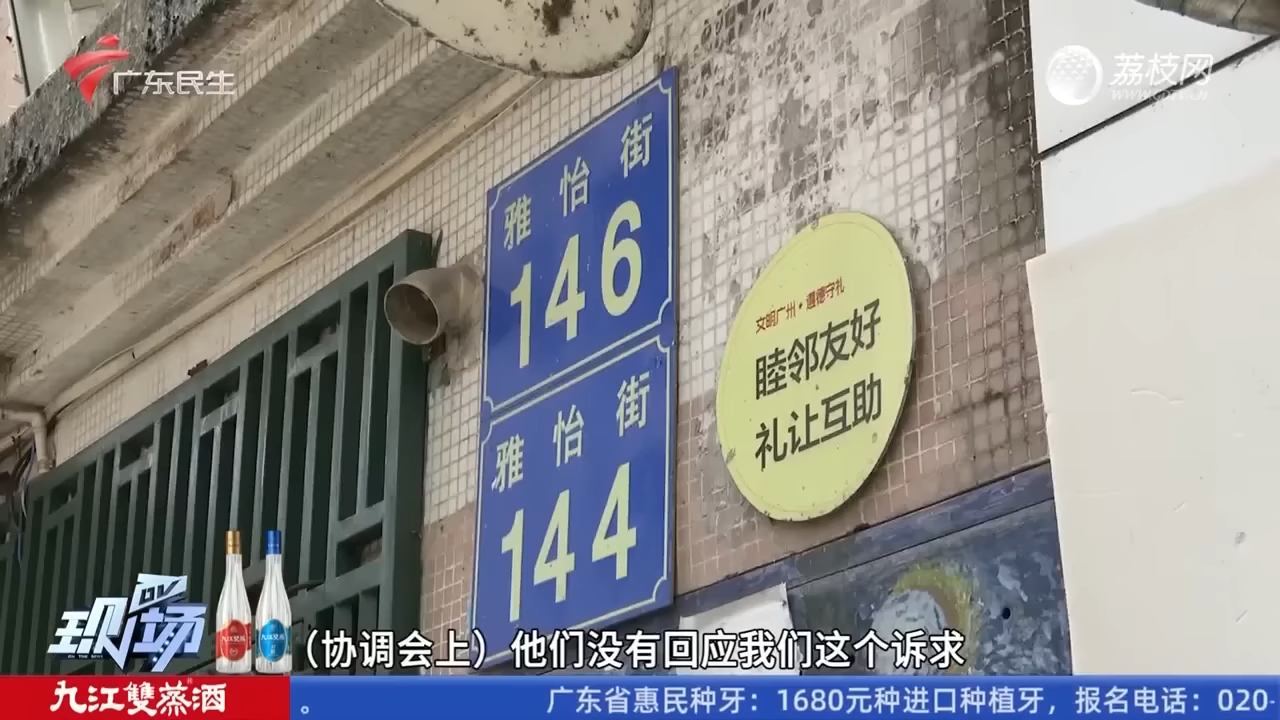 广东民生
荔枝网
雅怡街
146
雅怡街
144
文明广州·遵德守礼
睦邻友好
礼让互助
DV现场
（协调会上）他们没有回应我们这个诉求
九江雙蒸酒
。 广东省惠民种牙：1680元种进口种植牙，报名电话：020-